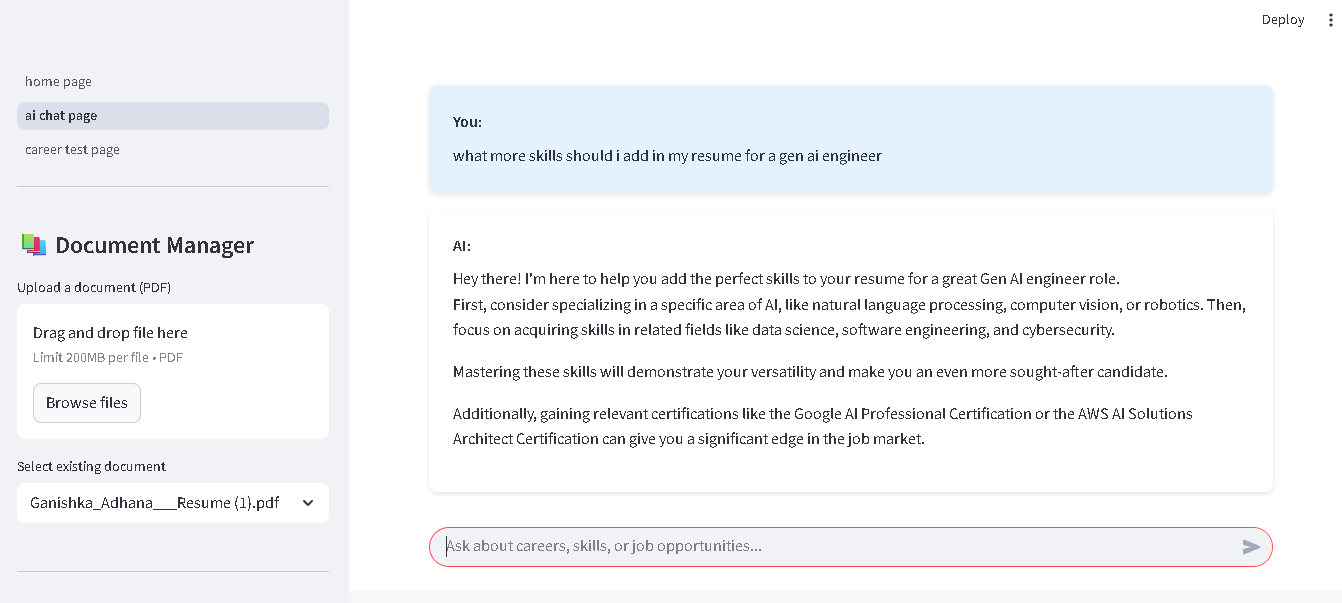 Deploy
home page
ai chat page
career test page
Document Manager
Upload a document (PDF)
Drag and drop file here
Limit 200MB per file • PDF
Browse files
Select existing document
Ganishka_Adhana___Resume (1).pdf
You:
what more skills should i add in my resume for a gen ai engineer
AI:
Hey there! I'm here to help you add the perfect skills to your resume for a great Gen AI engineer role.
First, consider specializing in a specific area of AI, like natural language processing, computer vision, or robotics. Then,
focus on acquiring skills in related fields like data science, software engineering, and cybersecurity.
Mastering these skills will demonstrate your versatility and make you an even more sought-after candidate.
Additionally, gaining relevant certifications like the Google AI Professional Certification or the AWS AI Solutions
Architect Certification can give you a significant edge in the job market.
Ask about careers, skills, or job opportunities...